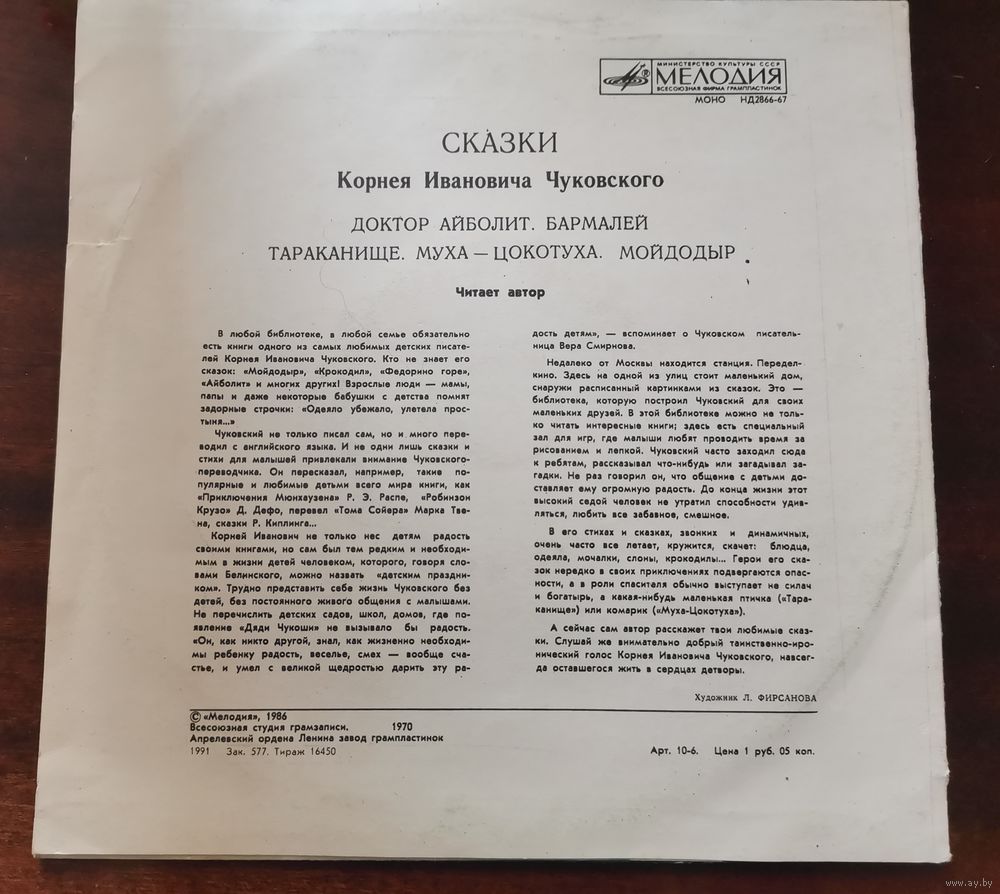 МИНИСТЕРСТВО КУЛЬТУРЫ СССР
МЕЛОДИЯ
ВСЕСОЮЗНАЯ ФИРМА ГРАМПЛАСТИНОК
МОНО НД2866-67
СКАЗКИ
Корнея Ивановича Чуковского
ДОКТОР АЙБОЛИТ. БАРМАЛЕЙ
ТАРАКАНИЩЕ. МУХА — ЦОКОТУХА. МОЙДОДЫР
Читает автор
В любой библиотеке, в любой семье обязательно
есть книги одного из самых любимых детских писате-
лей Корнея Ивановича Чуковского. Кто не знает его
сказок: «Мойдодыр», «Крокодил», «Федорино горе»,
«Айболит» и многих других! Взрослые люди — мамы,
папы и даже некоторые бабушки с детства помнят
задорные строчки: «Одеяло убежало, улетела прос-
тыня...»
Чуковский не только писал сам, но и много пере-
водил с английского языка. И не одни лишь сказки и
стихи для малышей привлекали внимание Чуковского-
переводчика. Он пересказал, например, такие по-
пулярные и любимые детьми всего мира книги, как
«Приключения Мюнхаузена» Р. Э. Распе, «Робинзон
Крузо» Д. Дефо, перевел «Тома Сойера» Марка Тве-
на, сказки Р. Киплинга...
Корней Иванович не только нес детям радость
своими книгами, но сам был тем редким и необходи-
мым в жизни детей человеком, которого, говоря сло-
вами Белинского, можно назвать «детским праздни-
ком». Трудно представить себе жизнь Чуковского без
детей, без постоянного живого общения с малышами.
Не перечислить детских садов, школ, домов, где по-
явление «Дяди Чукоши» не вызывало бы радость.
«Он, как никто другой, знал, как жизненно необходи-
мы ребенку радость, веселье, смех — вообще сча-
стье, и умел с великой щедростью дарить эту ра-
дость детям», — вспоминает о Чуковском писатель-
ница Вера Смирнова.
Недалеко от Москвы находится станция. Передел-
кино. Здесь на одной из улиц стоит маленький дом,
снаружи расписанный картинками из сказок. Это —
библиотека, которую построил Чуковский для своих
маленьких друзей. В этой библиотеке можно не толь-
ко читать интересные книги; здесь есть специальный
зал для игр, где малыши любят проводить время за
рисованием и лепкой. Чуковский часто заходил сюда
к ребятам, рассказывал что-нибудь или загадывал за-
гадки. Не раз говорил он, что общение с детьми до-
ставляет ему огромную радость. До конца жизни этот
высокий седой человек не утратил способности удив-
ляться, любить все забавное, смешное.
В его стихах и сказках, звонких и динамичных,
очень часто все летает, кружится, скачет: блюдца,
одеяла, мочалки, слоны, крокодилы... Герои его ска-
зок нередко в своих приключениях подвергаются опас-
ности, а в роли спасителя обычно выступает не силач
и богатырь, а какая-нибудь маленькая птичка («Тара-
канище») или комарик («Муха-Цокотуха»).
А сейчас сам автор расскажет твои любимые сказ-
ки. Слушай же внимательно добрый таинственно-иро-
нический голос Корнея Ивановича Чуковского, навсег-
да оставшегося жить в сердцах детворы.
Художник Л. ФИРСАНОВА
© «Мелодия», 1986
Всесоюзная студия грамзаписи. 1970
Апрелевский ордена Ленина завод грампластинок
1991 Зак. 577. Тираж 16450
Арт. 10-6. Цена 1 руб. 05 коп.
www.ay.by